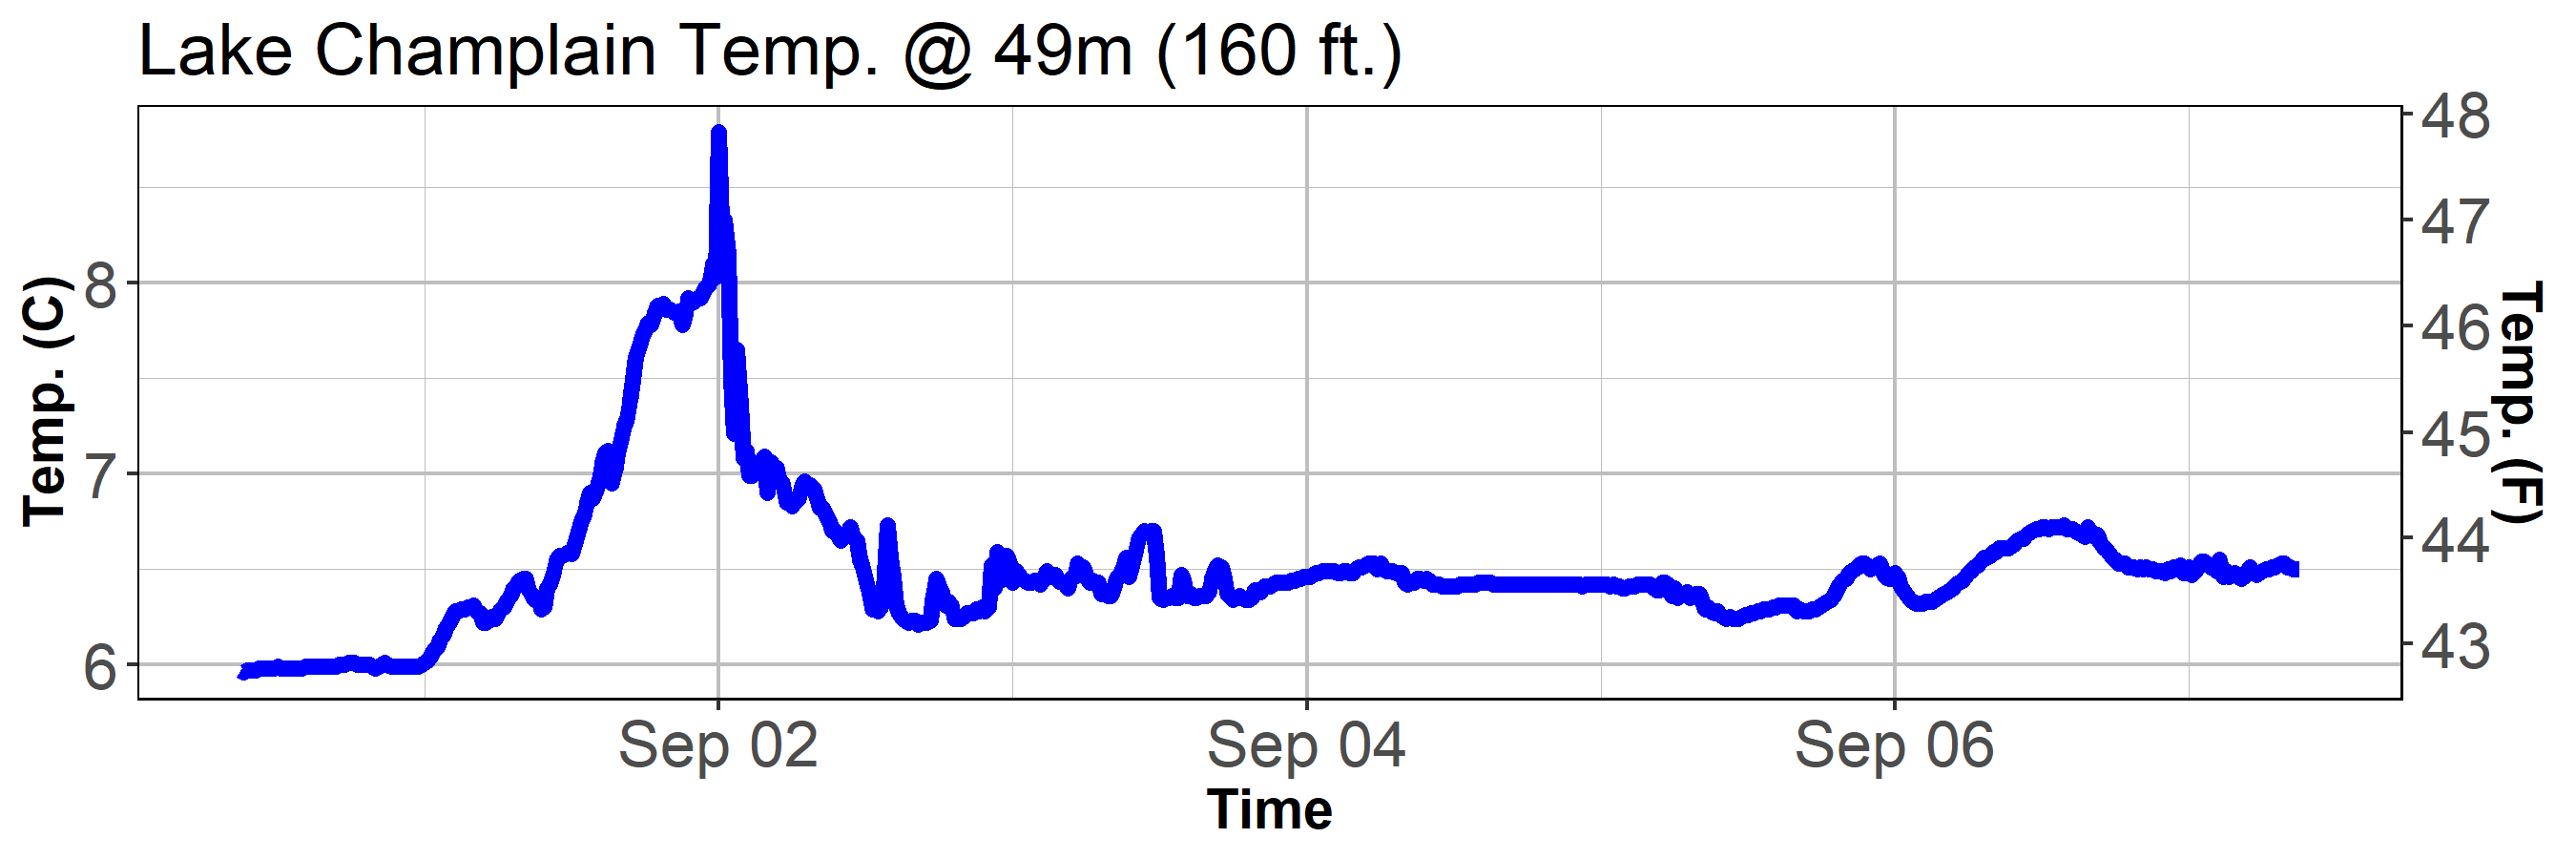 Lake Champlain Temp. @ 49m (160 ft.)
Temp. (C)
8
7
6
48
47
46
45
44
43
Temp. (F)
Sep 02
Sep 04
Sep 06
Time